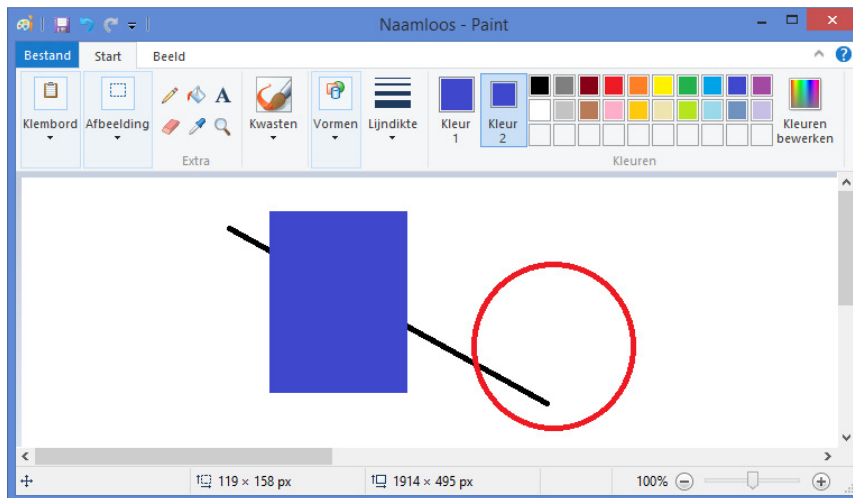 Naamloos - Paint
Bestand Start Beeld
Klembord Afbeelding A Kwasten Vormen Lijndikte Kleur 1 Kleur 2 Kleuren bewerken
Extra Kleuren
119 × 158 px 1914 × 495 px 100%